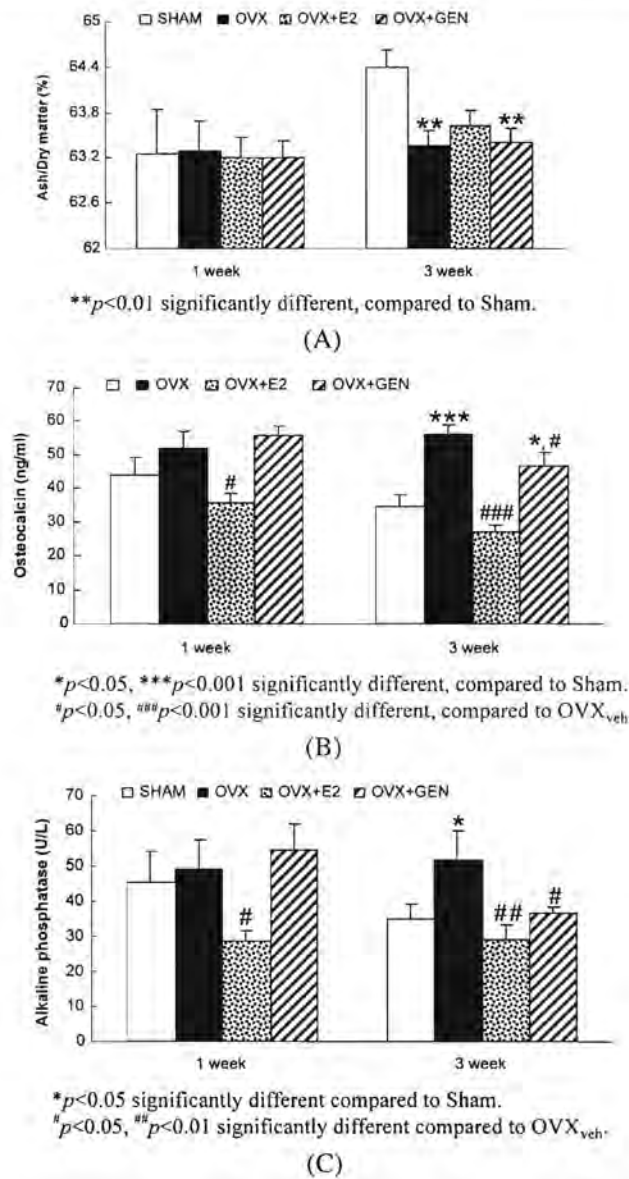 SHAM OVX OVX+E2 OVX+GEN
65
64.4
63.8
63.2
62.6
62
Ash/Dry matter (%)
** **
1 week 3 week
**p<0.01 significantly different, compared to Sham.
(A)
OVX OVX+E2 OVX+GEN
70
60
50
40
30
20
10
0
Osteocalcin (ng/ml)
# *** ### *,#
1 week 3 week
*p<0.05, ***p<0.001 significantly different, compared to Sham.
#p<0.05, ###p<0.001 significantly different, compared to OVXveh
(B)
SHAM OVX OVX+E2 OVX+GEN
70
60
50
40
30
20
10
0
Alkaline phosphatase (U/L)
# * ## #
1 week 3 week
*p<0.05 significantly different compared to Sham.
#p<0.05, ##p<0.01 significantly different compared to OVXveh.
(C)